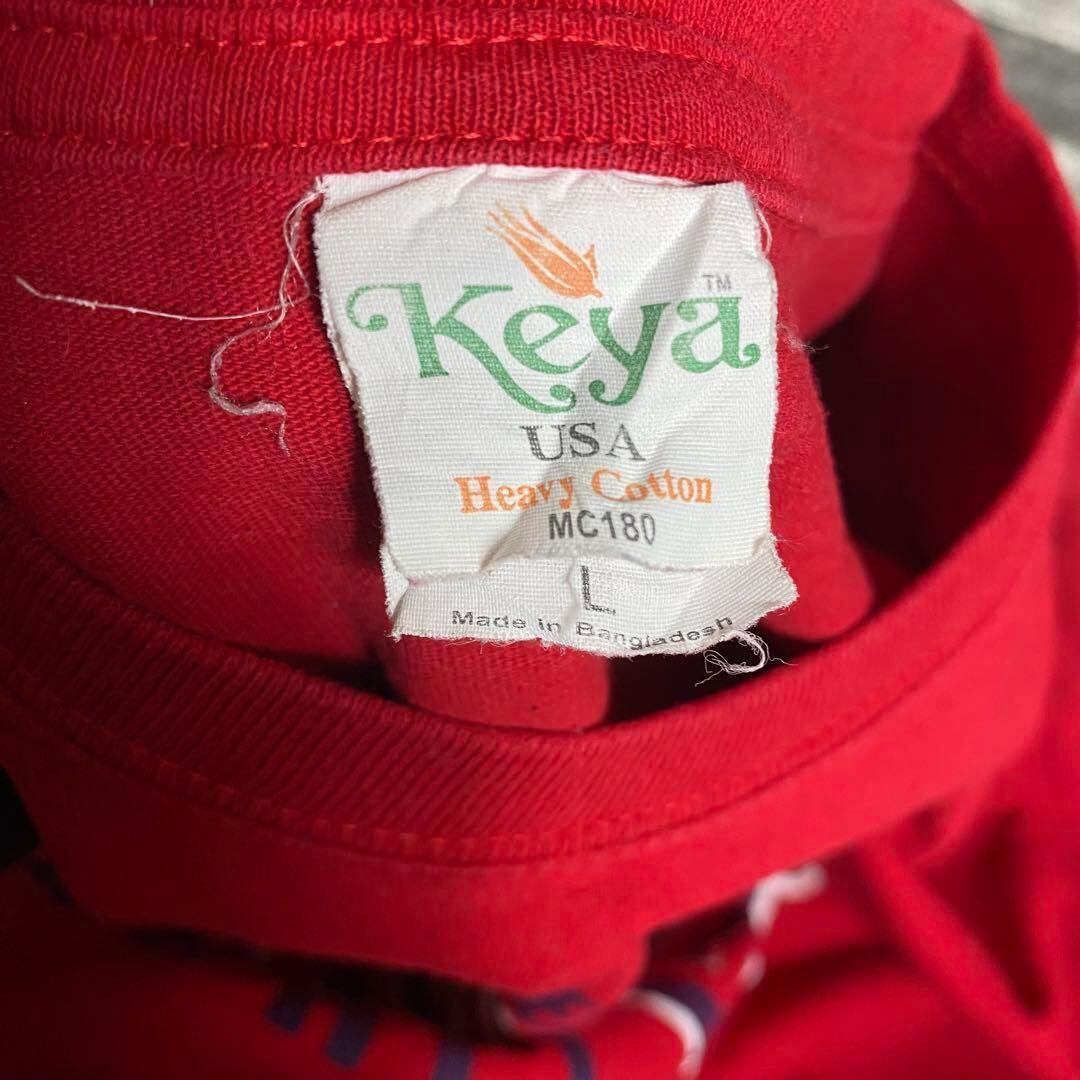 Keya™
USA
Heavy Cotton
MC180
L
Made in Bangladesh